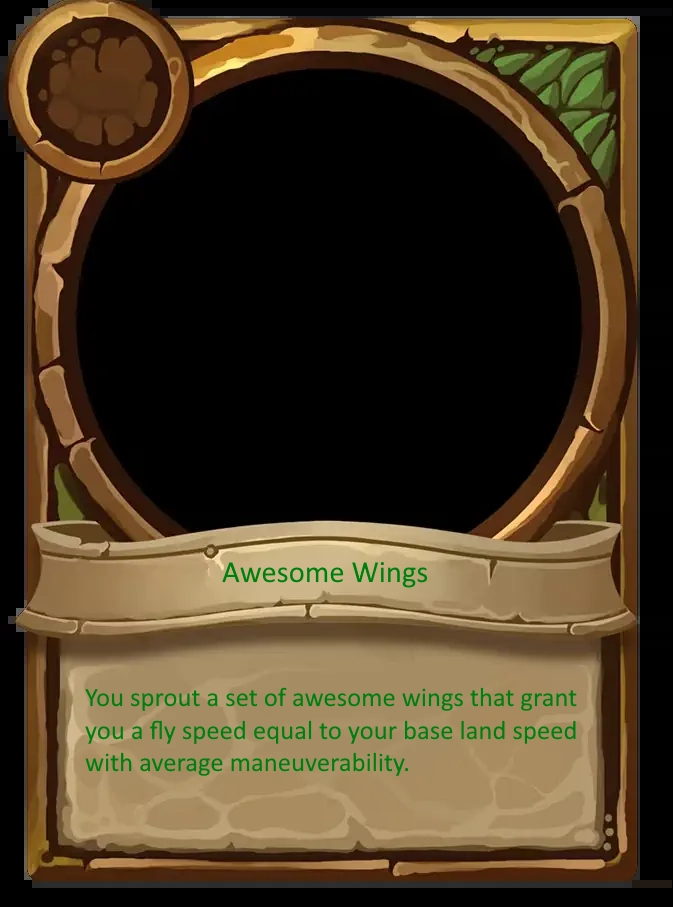 Awesome Wings
You sprout a set of awesome wings that grant
you a fly speed equal to your base land speed
with average maneuverability.